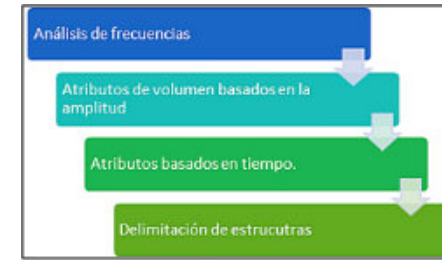 Análisis de frecuencias
Atributos de volumen basados en la
amplitud
Atributos basados en tiempo.
Delimitación de estrucutras